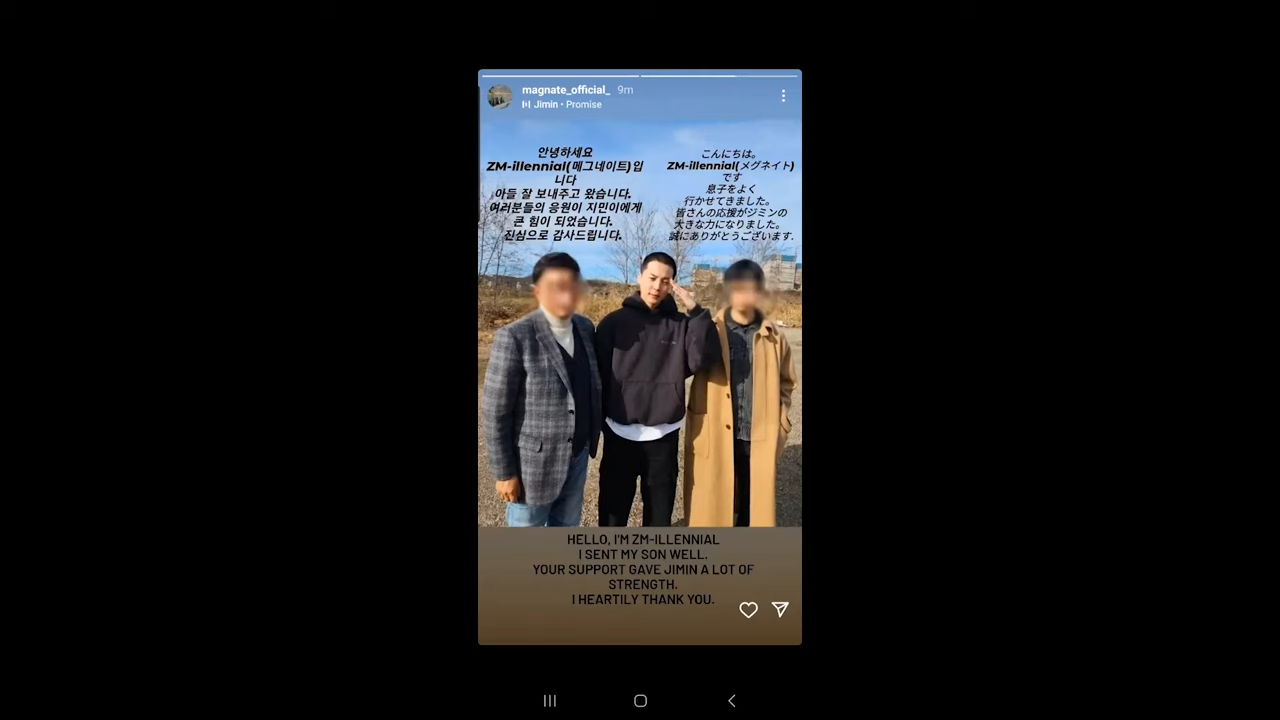 magnate_official_ 9m
Jimin • Promise
안녕하세요
ZM-illennial(메그네이트)입
니다
아들 잘 보내주고 왔습니다.
여러분들의 응원이 지민이에게
큰 힘이 되었습니다.
진심으로 감사드립니다.
こんにちは。
ZM-illennial(メグネイト)
です
息子をよく
行かせてきました。
皆さんの応援がジミンの
大きな力になりました。
誠にありがとうございます.
HELLO, I'M ZM-ILLENNIAL
I SENT MY SON WELL.
YOUR SUPPORT GAVE JIMIN A LOT OF
STRENGTH.
I HEARTILY THANK YOU.